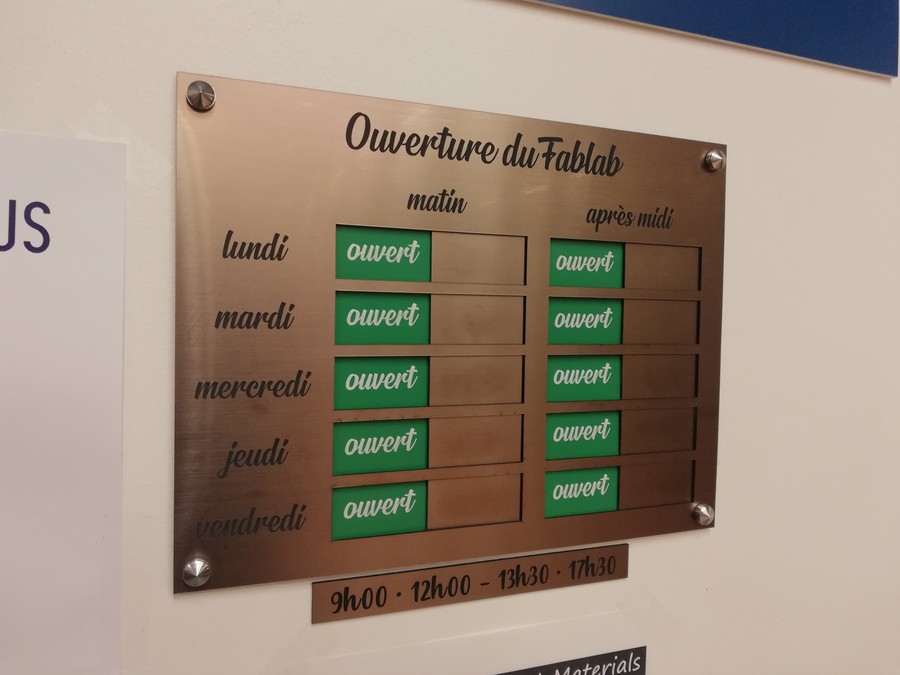 Ouverture du Fablab
matin après midi
lundi ouvert ouvert
mardi ouvert ouvert
mercredi ouvert ouvert
jeudi ouvert ouvert
vendredi ouvert ouvert
9h00 · 12h00 - 13h30 · 17h30
US
Materials